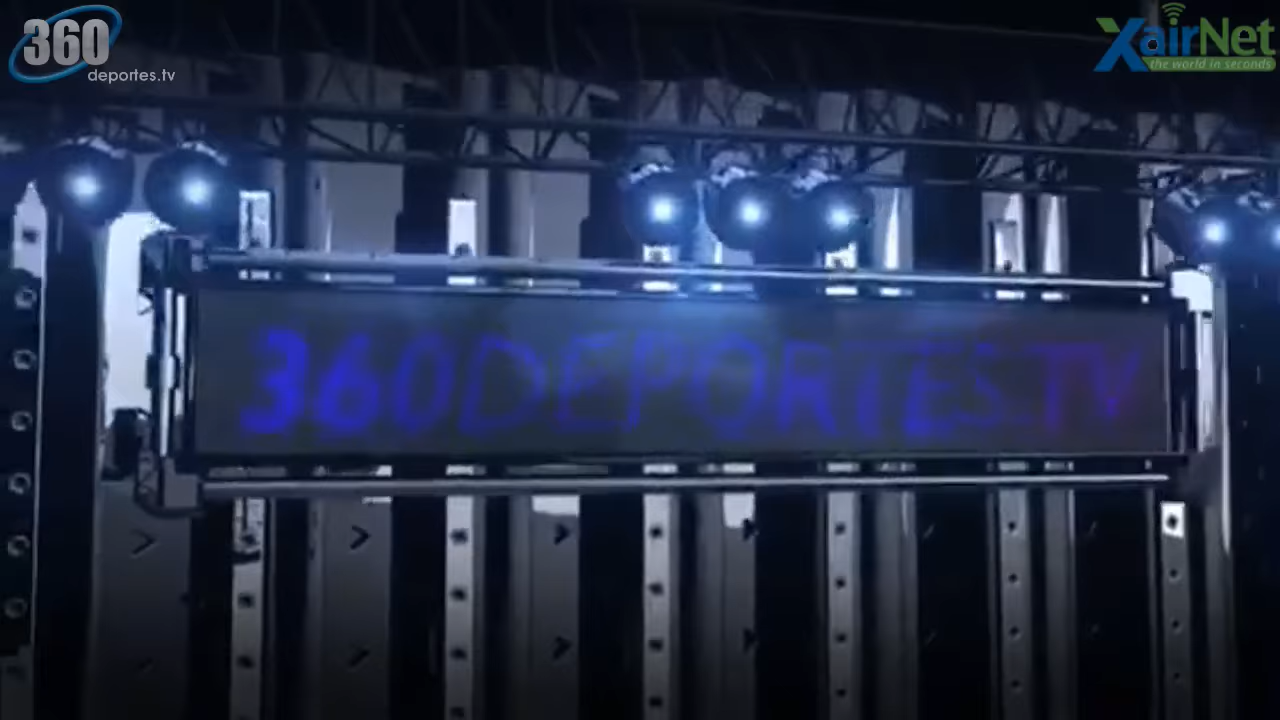 360
deportes.tv
XairNet
the world in seconds
360DEPORTES.TV